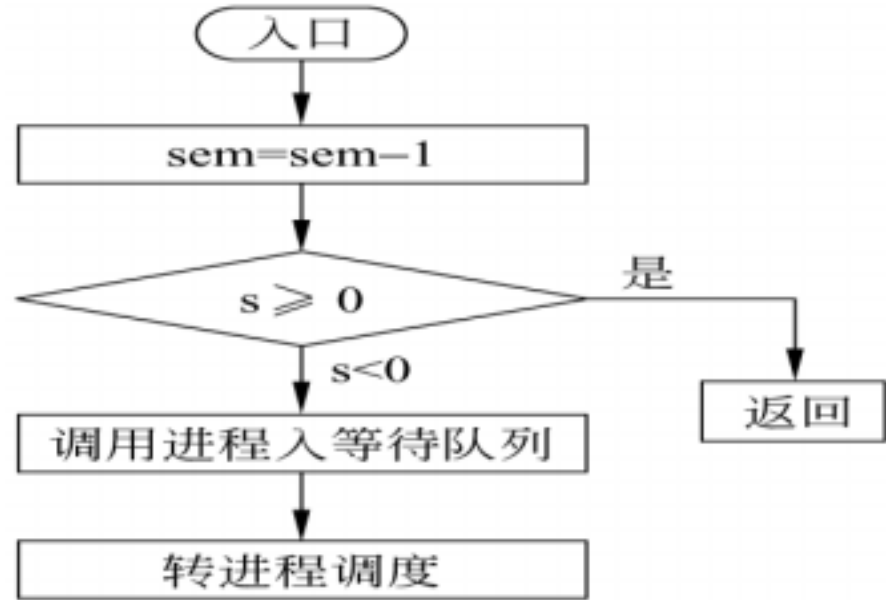 入口
sem=sem−1
s ⩾ 0
是
s<0
返回
调用进程入等待队列
转进程调度